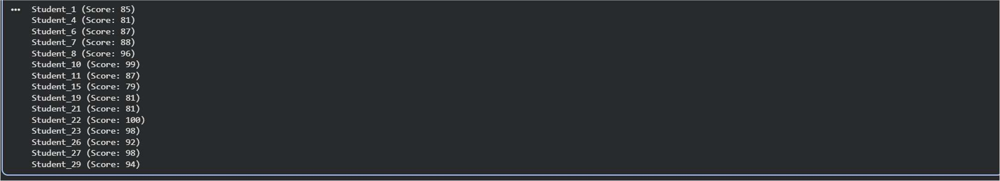 Student_1 (Score: 85)
Student_4 (Score: 81)
Student_6 (Score: 87)
Student_7 (Score: 88)
Student_8 (Score: 96)
Student_10 (Score: 99)
Student_11 (Score: 87)
Student_15 (Score: 79)
Student_19 (Score: 81)
Student_21 (Score: 81)
Student_22 (Score: 100)
Student_23 (Score: 98)
Student_26 (Score: 92)
Student_27 (Score: 98)
Student_29 (Score: 94)